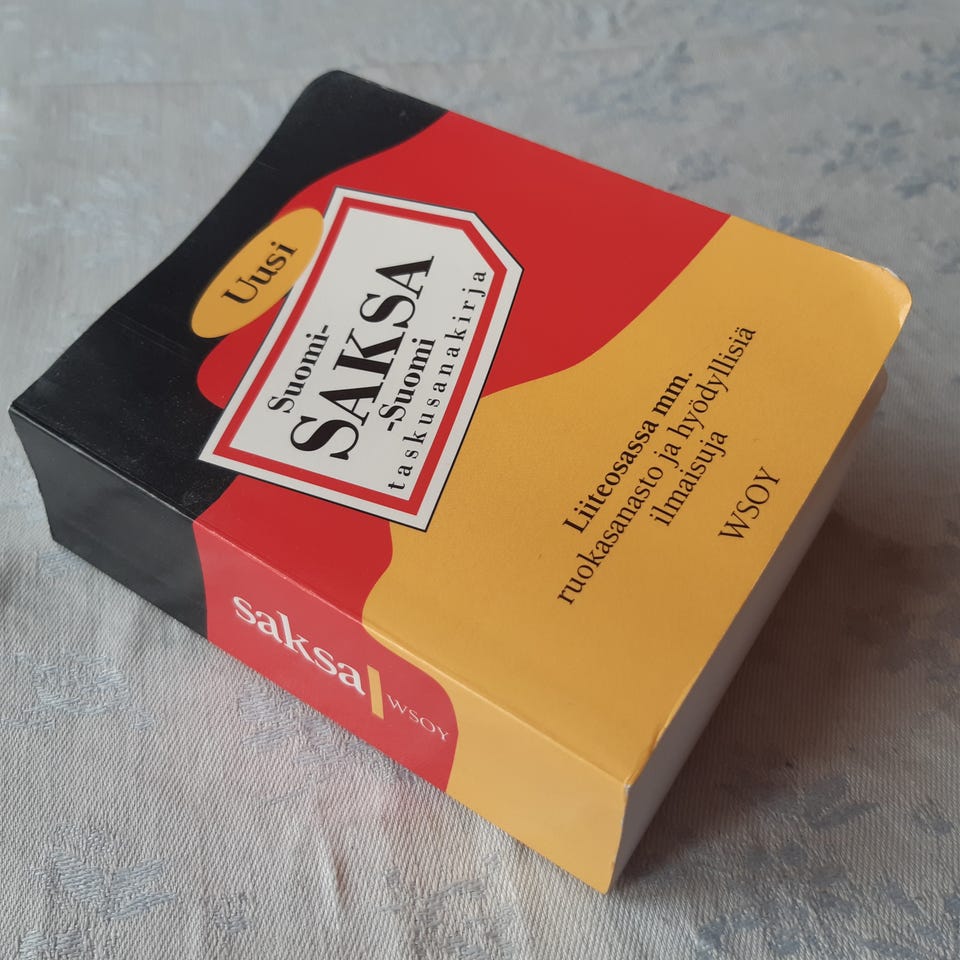 Uusi
Suomi-
SAKSA
-Suomi
taskusanakirja
Liiteosassa mm.
ruokasanasto ja hyödyllisiä
ilmaisuja
WSOY
saksa
WSOY